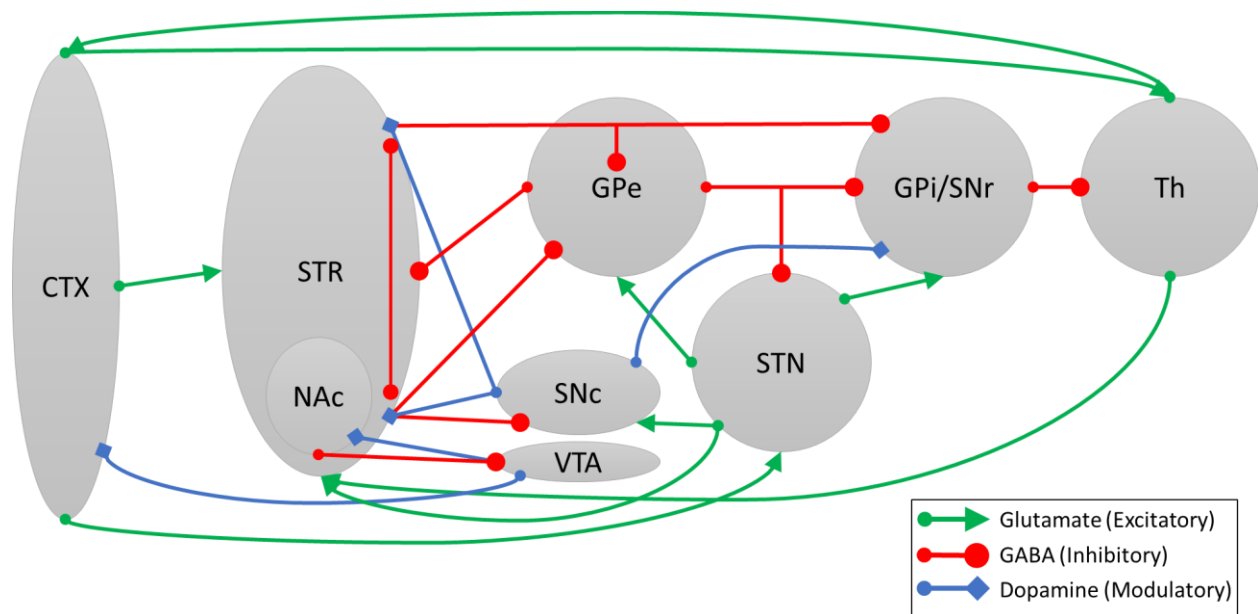 CTX
STR
NAc
GPe
SNc
VTA
STN
GPi/SNr
Th
Glutamate (Excitatory)
GABA (Inhibitory)
Dopamine (Modulatory)